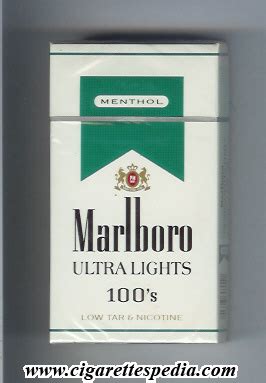 MENTHOL
Marlboro
ULTRA LIGHTS
100's
LOW TAR & NICOTINE
www.cigarettespedia.com